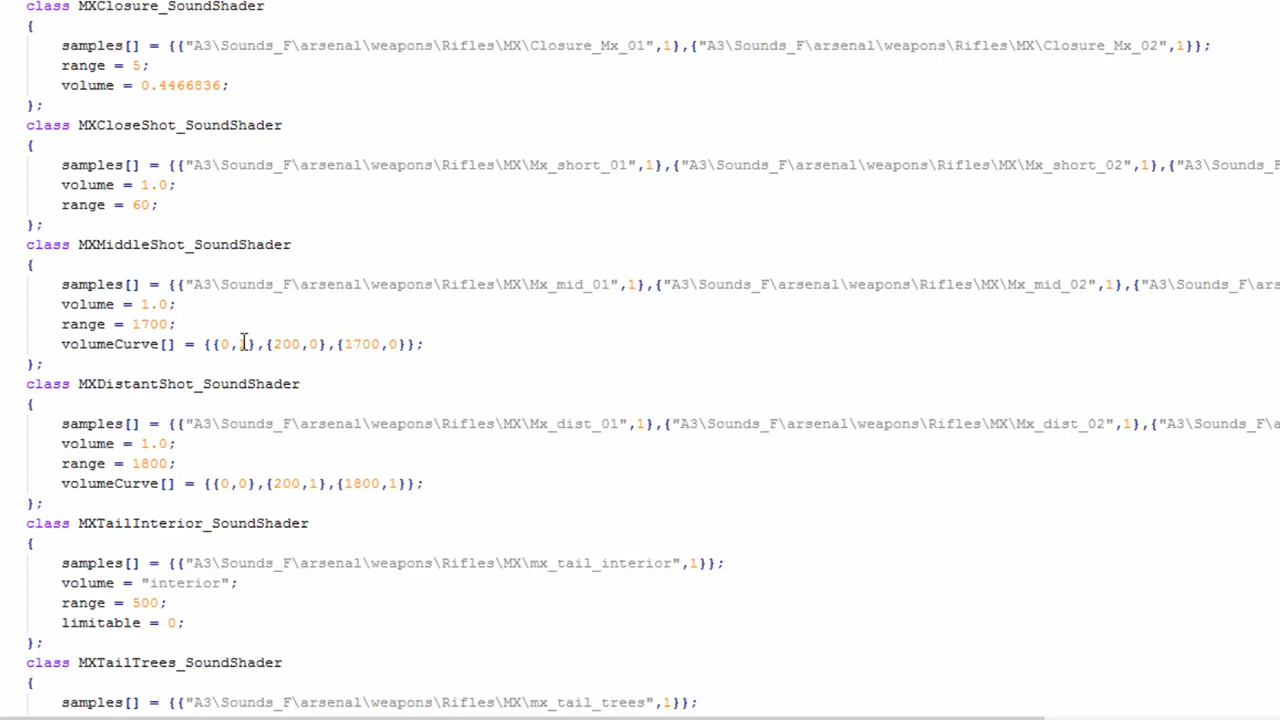 class MXClosure_SoundShader
{
samples[] = {{"A3\Sounds_F\arsenal\weapons\Rifles\MX\Closure_Mx_01",1},{"A3\Sounds_F\arsenal\weapons\Rifles\MX\Closure_Mx_02",1}};
range = 5;
volume = 0.4466836;
};
class MXCloseShot_SoundShader
{
samples[] = {{"A3\Sounds_F\arsenal\weapons\Rifles\MX\Mx_short_01",1},{"A3\Sounds_F\arsenal\weapons\Rifles\MX\Mx_short_02",1},{"A3\Sounds_F
volume = 1.0;
range = 60;
};
class MXMiddleShot_SoundShader
{
samples[] = {{"A3\Sounds_F\arsenal\weapons\Rifles\MX\Mx_mid_01",1},{"A3\Sounds_F\arsenal\weapons\Rifles\MX\Mx_mid_02",1},{"A3\Sounds_F\ars
volume = 1.0;
range = 1700;
volumeCurve[] = {{0,1},{200,0},{1700,0}};
};
class MXDistantShot_SoundShader
{
samples[] = {{"A3\Sounds_F\arsenal\weapons\Rifles\MX\Mx_dist_01",1},{"A3\Sounds_F\arsenal\weapons\Rifles\MX\Mx_dist_02",1},{"A3\Sounds_F\a
volume = 1.0;
range = 1800;
volumeCurve[] = {{0,0},{200,1},{1800,1}};
};
class MXTailInterior_SoundShader
{
samples[] = {{"A3\Sounds_F\arsenal\weapons\Rifles\MX\mx_tail_interior",1}};
volume = "interior";
range = 500;
limitable = 0;
};
class MXTailTrees_SoundShader
{
samples[] = {{"A3\Sounds_F\arsenal\weapons\Rifles\MX\mx_tail_trees",1}};